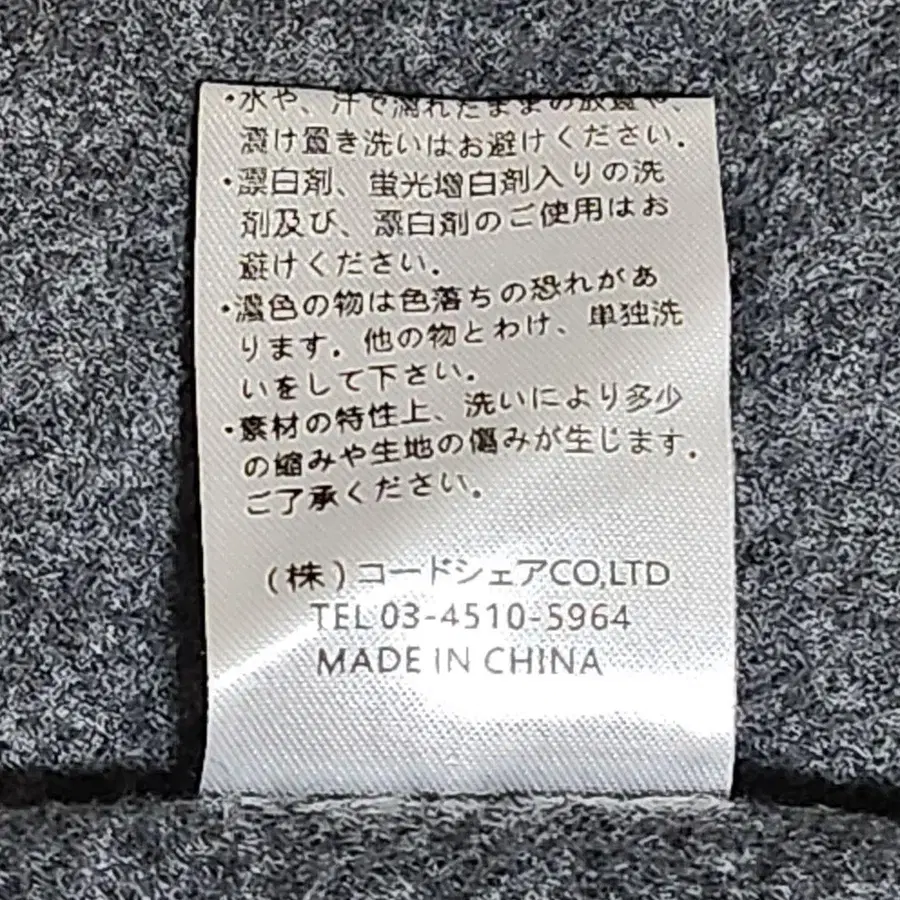 ・水や、汗で濡れたままの放置や、
漬け置き洗いはお避けください.
・漂白剤、蛍光増白剤入りの洗
剤及び、漂白剤のご使用はお
避けください.
・濃色の物は色落ちの恐れがあ
ります. 他の物とわけ、単独洗
いをして下さい.
・素材の特性上、洗いにより多少
の縮みや生地の傷みが生じます.
ご了承ください.
(株)コードシェアCO,LTD
TEL 03-4510-5964
MADE IN CHINA